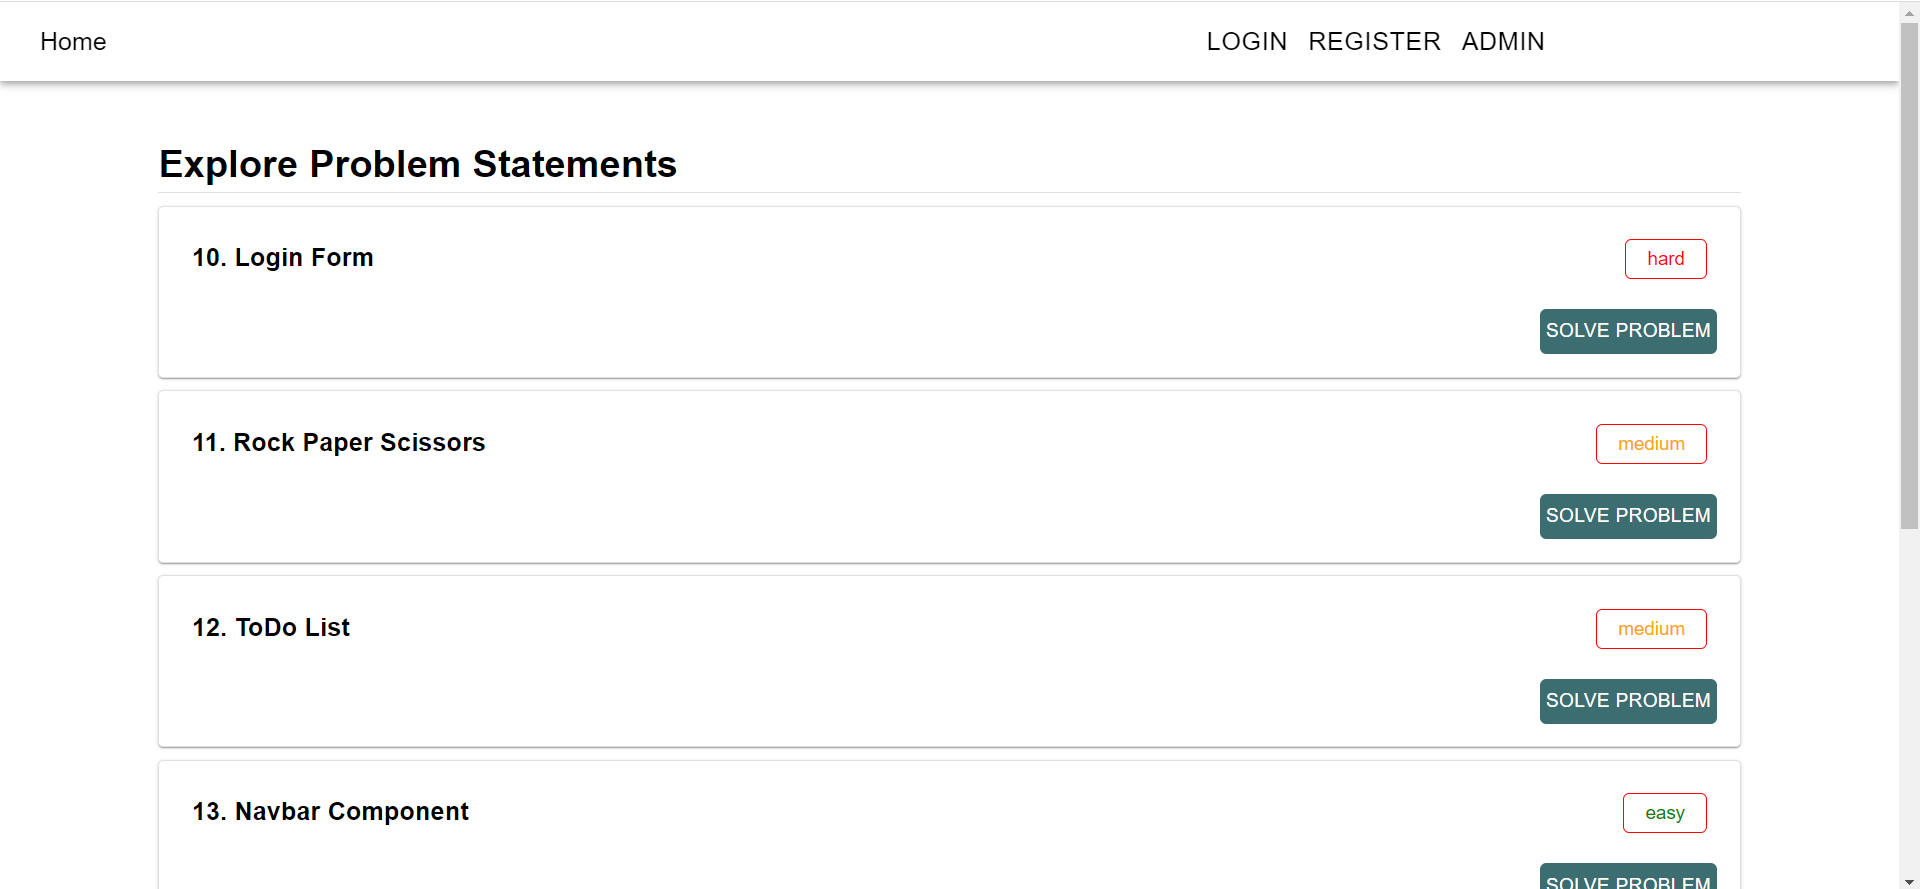 Home LOGIN REGISTER ADMIN
Explore Problem Statements
10. Login Form hard
SOLVE PROBLEM
11. Rock Paper Scissors medium
SOLVE PROBLEM
12. ToDo List medium
SOLVE PROBLEM
13. Navbar Component easy
SOLVE PROBLEM